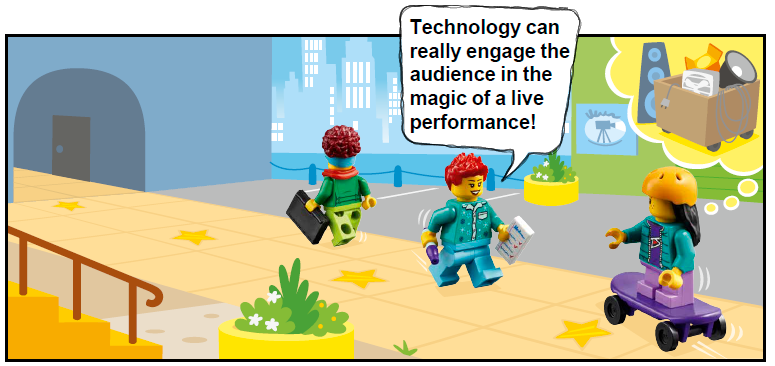 Technology can
really engage the
audience in the
magic of a live
performance!